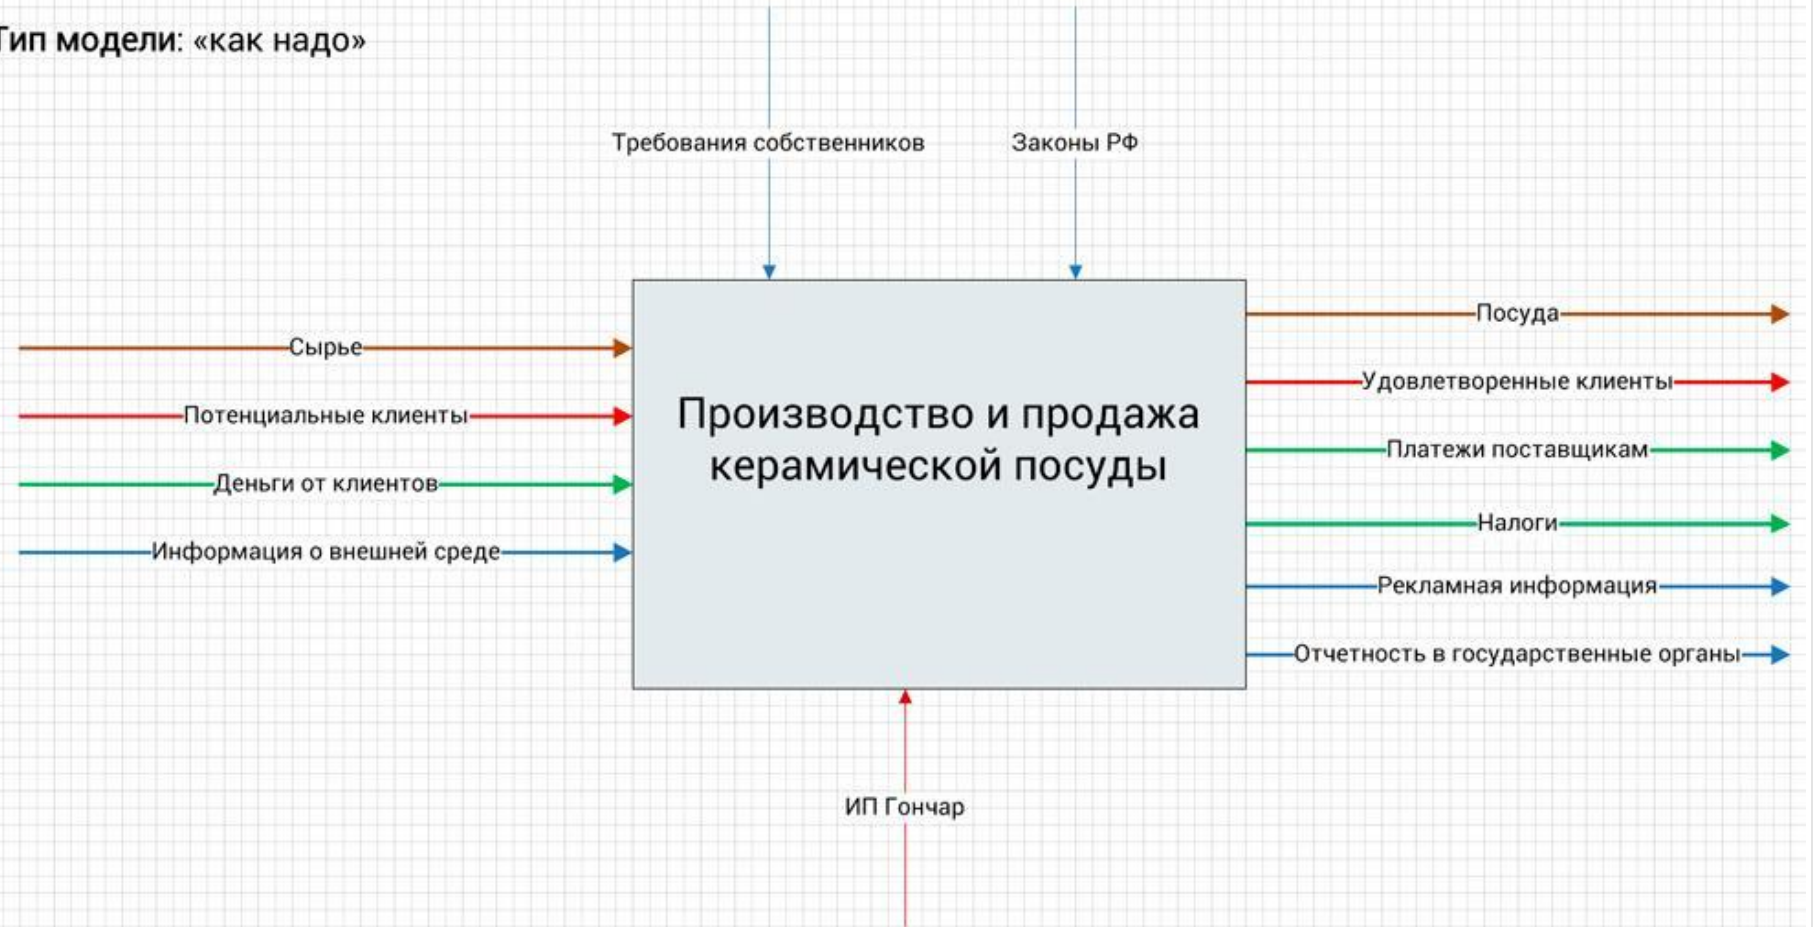 Тип модели: «как надо»
Требования собственников
Законы РФ
Сырье
Потенциальные клиенты
Деньги от клиентов
Информация о внешней среде
Производство и продажа
керамической посуды
Посуда
Удовлетворенные клиенты
Платежи поставщикам
Налоги
Рекламная информация
Отчетность в государственные органы
ИП Гончар